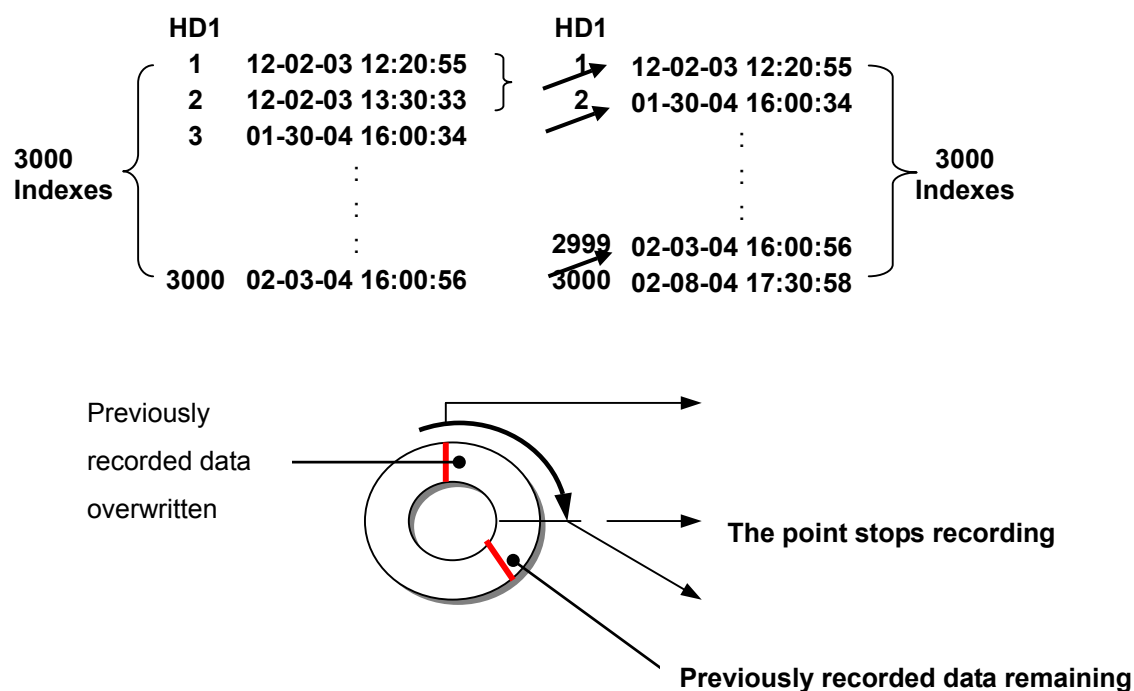 HD1 HD1
1 12-02-03 12:20:55 1 12-02-03 12:20:55
2 12-02-03 13:30:33 2 01-30-04 16:00:34
3 01-30-04 16:00:34
3000
Indexes
3000
Indexes
2999 02-03-04 16:00:56
3000 02-03-04 16:00:56 3000 02-08-04 17:30:58
Previously
recorded data
overwritten
The point stops recording
Previously recorded data remaining